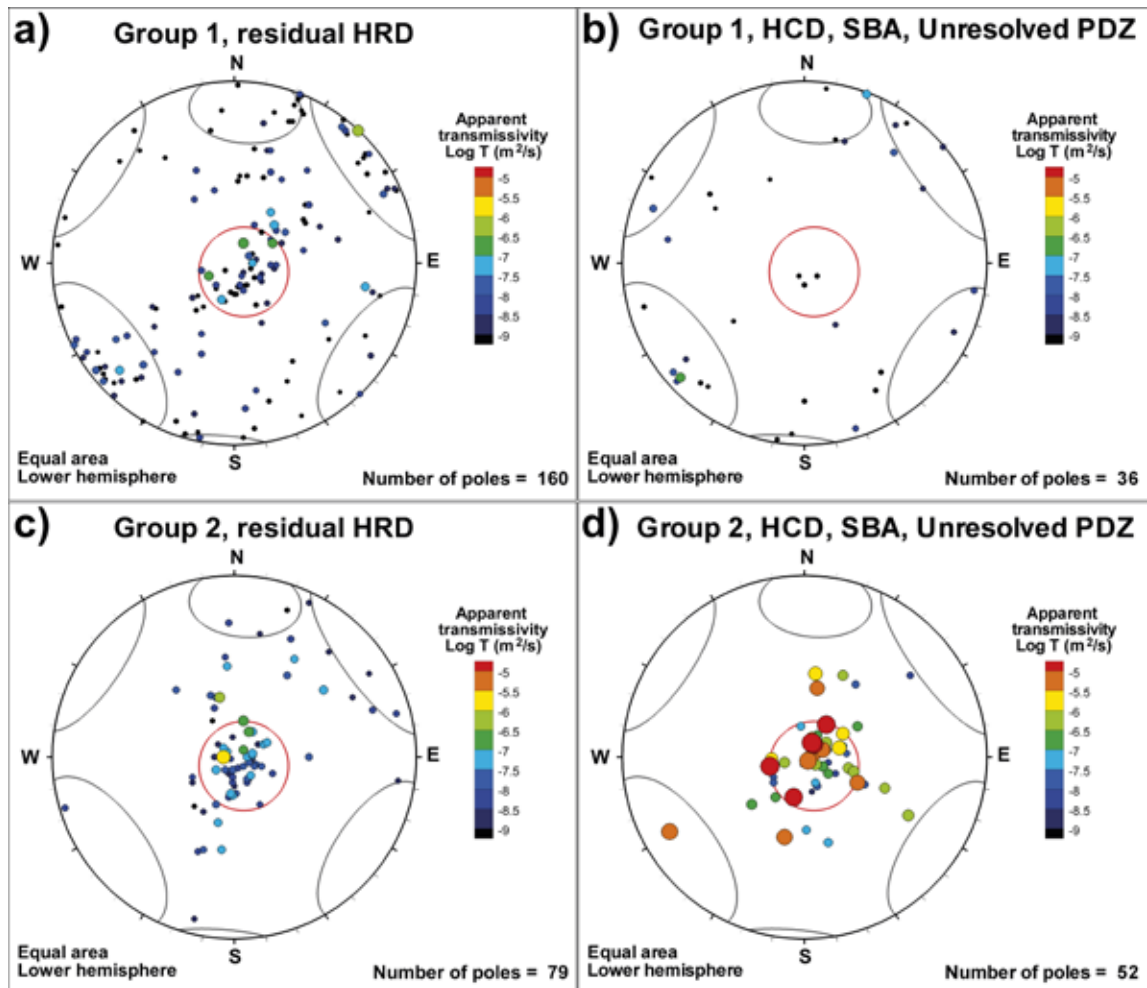 a) Group 1, residual HRD
N
W
E
S
Apparent
transmissivity
Log T (m²/s)
-5
-5.5
-6
-6.5
-7
-7.5
-8
-8.5
-9
Equal area
Lower hemisphere
Number of poles = 160
b) Group 1, HCD, SBA, Unresolved PDZ
N
W
E
S
Apparent
transmissivity
Log T (m²/s)
-5
-5.5
-6
-6.5
-7
-7.5
-8
-8.5
-9
Equal area
Lower hemisphere
Number of poles = 36
c) Group 2, residual HRD
N
W
E
S
Apparent
transmissivity
Log T (m²/s)
-5
-5.5
-6
-6.5
-7
-7.5
-8
-8.5
-9
Equal area
Lower hemisphere
Number of poles = 79
d) Group 2, HCD, SBA, Unresolved PDZ
N
W
E
S
Apparent
transmissivity
Log T (m²/s)
-5
-5.5
-6
-6.5
-7
-7.5
-8
-8.5
-9
Equal area
Lower hemisphere
Number of poles = 52